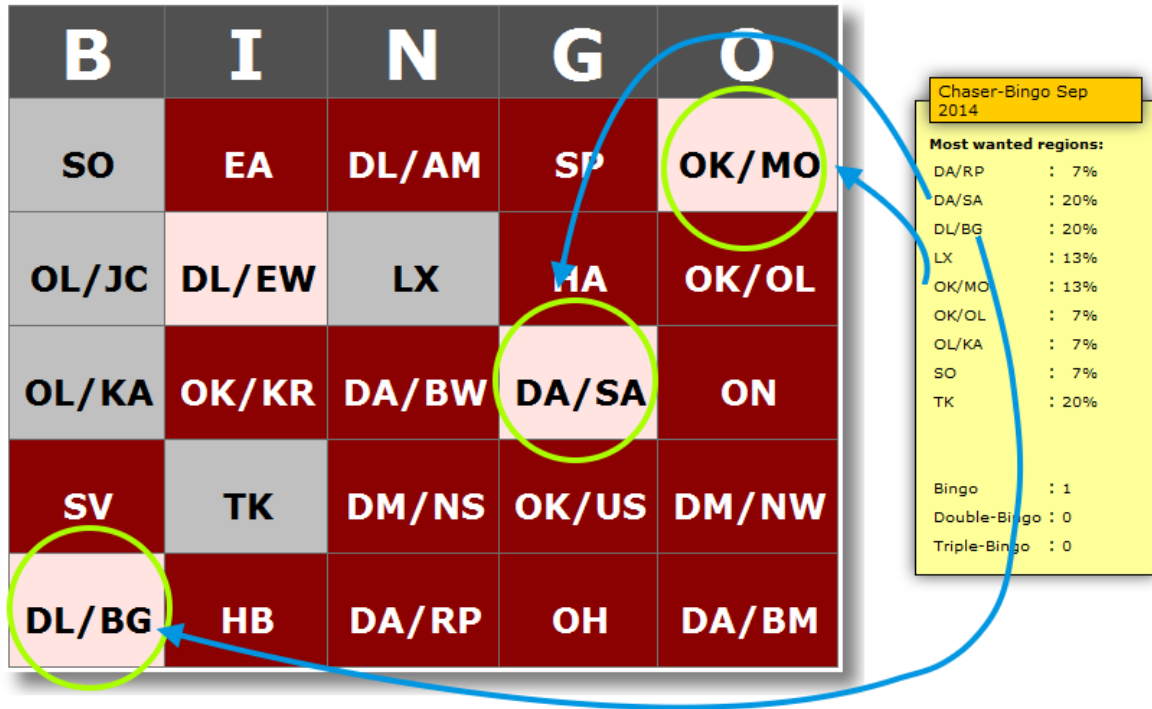 B I N G O
SO EA DL/AM SP OK/MO
OL/JC DL/EW LX HA OK/OL
OL/KA OK/KR DA/BW DA/SA ON
SV TK DM/NS OK/US DM/NW
DL/BG HB DA/RP OH DA/BM
Chaser-Bingo Sep
2014
Most wanted regions:
DA/RP : 7%
DA/SA : 20%
DL/BG : 20%
LX : 13%
OK/MO : 13%
OK/OL : 7%
OL/KA : 7%
SO : 7%
TK : 20%
Bingo : 1
Double-Bingo : 0
Triple-Bingo : 0